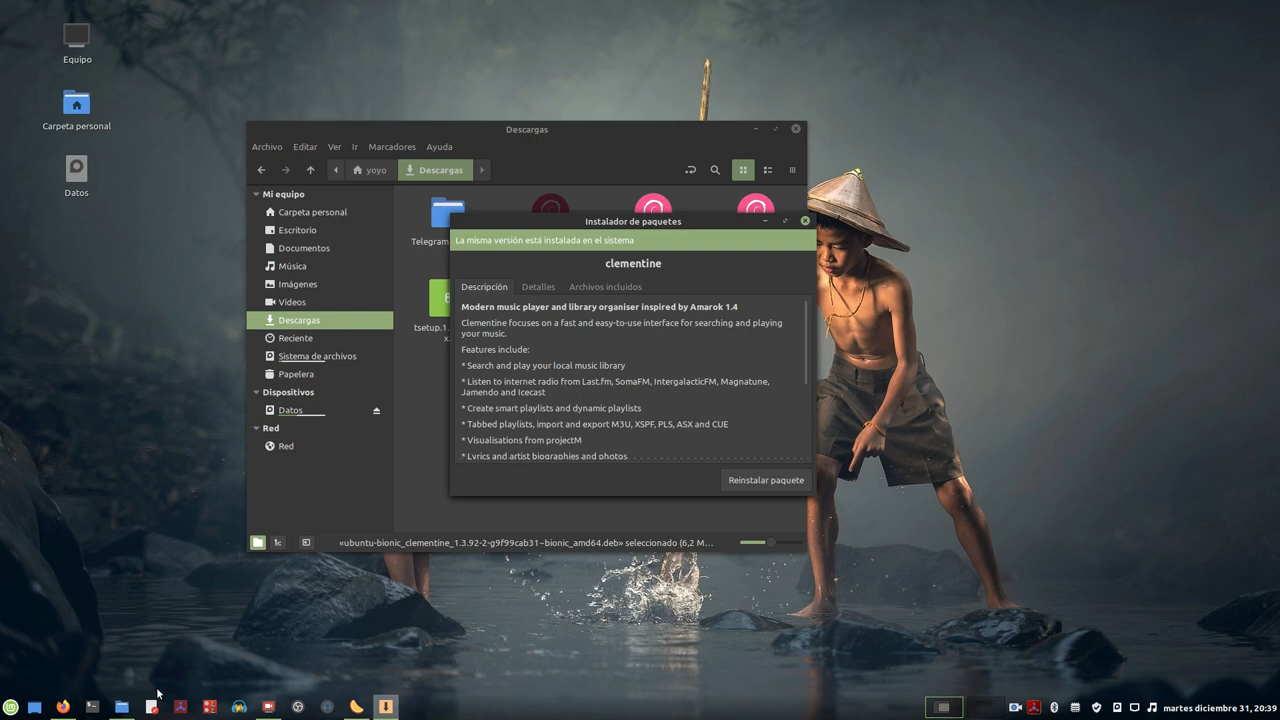 Equipo
Carpeta personal
Datos
Descargas
Archivo Editar Ver Ir Marcadores Ayuda
yoyo Descargas
Mi equipo
Carpeta personal
Escritorio
Documentos
Música
Imágenes
Vídeos
Descargas
Reciente
Sistema de archivos
Papelera
Dispositivos
Datos
Red
Red
Telegram
tsetup.1.
x.
Instalador de paquetes
La misma versión está instalada en el sistema
clementine
Descripción Detalles Archivos incluidos
Modern music player and library organiser inspired by Amarok 1.4
Clementine focuses on a fast and easy-to-use interface for searching and playing
your music.
Features include:
* Search and play your local music library
* Listen to internet radio from Last.fm, SomaFM, IntergalacticFM, Magnatune,
Jamendo and Icecast
* Create smart playlists and dynamic playlists
* Tabbed playlists, import and export M3U, XSPF, PLS, ASX and CUE
* Visualisations from projectM
* Lyrics and artist biographies and photos
Reinstalar paquete
«ubuntu-bionic_clementine_1.3.92-2-g9f99cab31~bionic_amd64.deb» seleccionado (6,2 M...
martes diciembre 31, 20:39